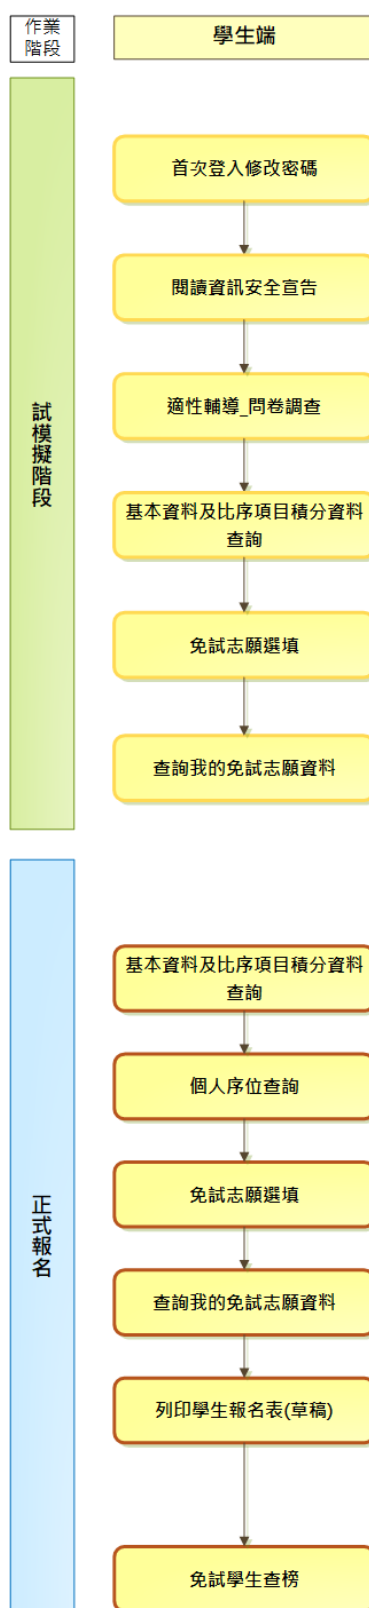 作業
階段
學生端
試模擬階段
首次登入修改密碼
閱讀資訊安全宣告
適性輔導_問卷調查
基本資料及比序項目積分資料
查詢
免試志願選填
查詢我的免試志願資料
正式報名
基本資料及比序項目積分資料
查詢
個人序位查詢
免試志願選填
查詢我的免試志願資料
列印學生報名表(草稿)
免試學生查榜